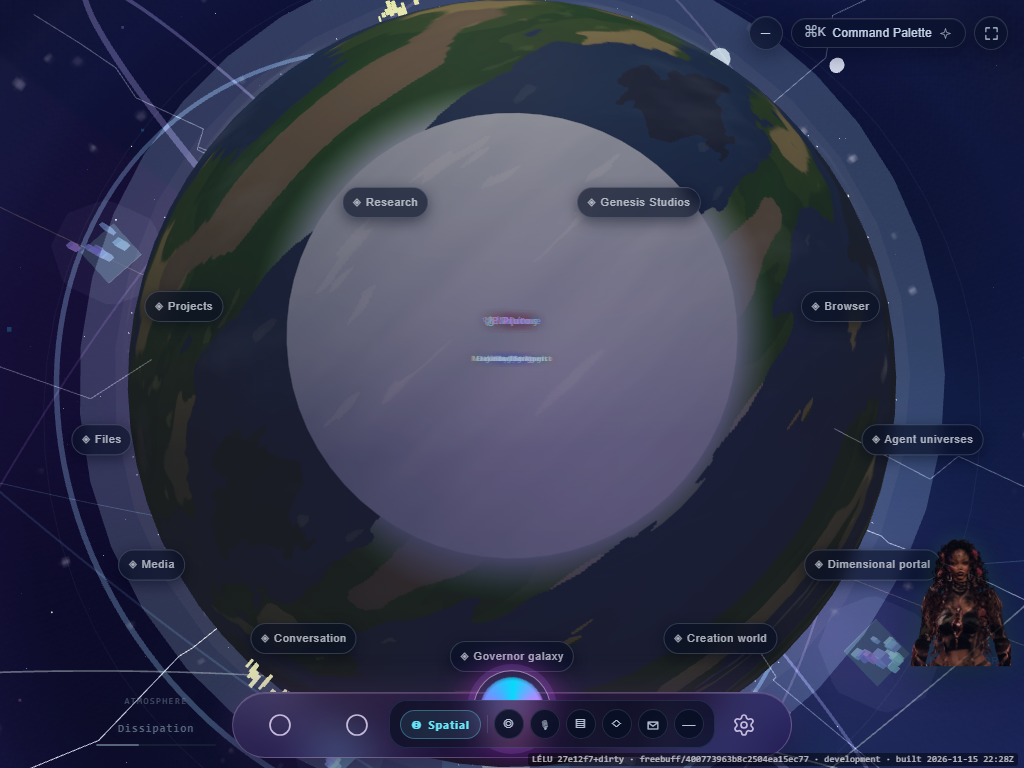 ⌘K Command Palette
Research
Genesis Studios
Projects
Browser
Files
Agent universes
Media
Dimensional portal
Conversation
Creation world
Governor galaxy
ATMOSPHERE
Dissipation
Spatial
LÉLU 27e12f7+dirty · freebuff/400773963b8c2504ea15ec77 · development · built 2026-11-15 22:28Z